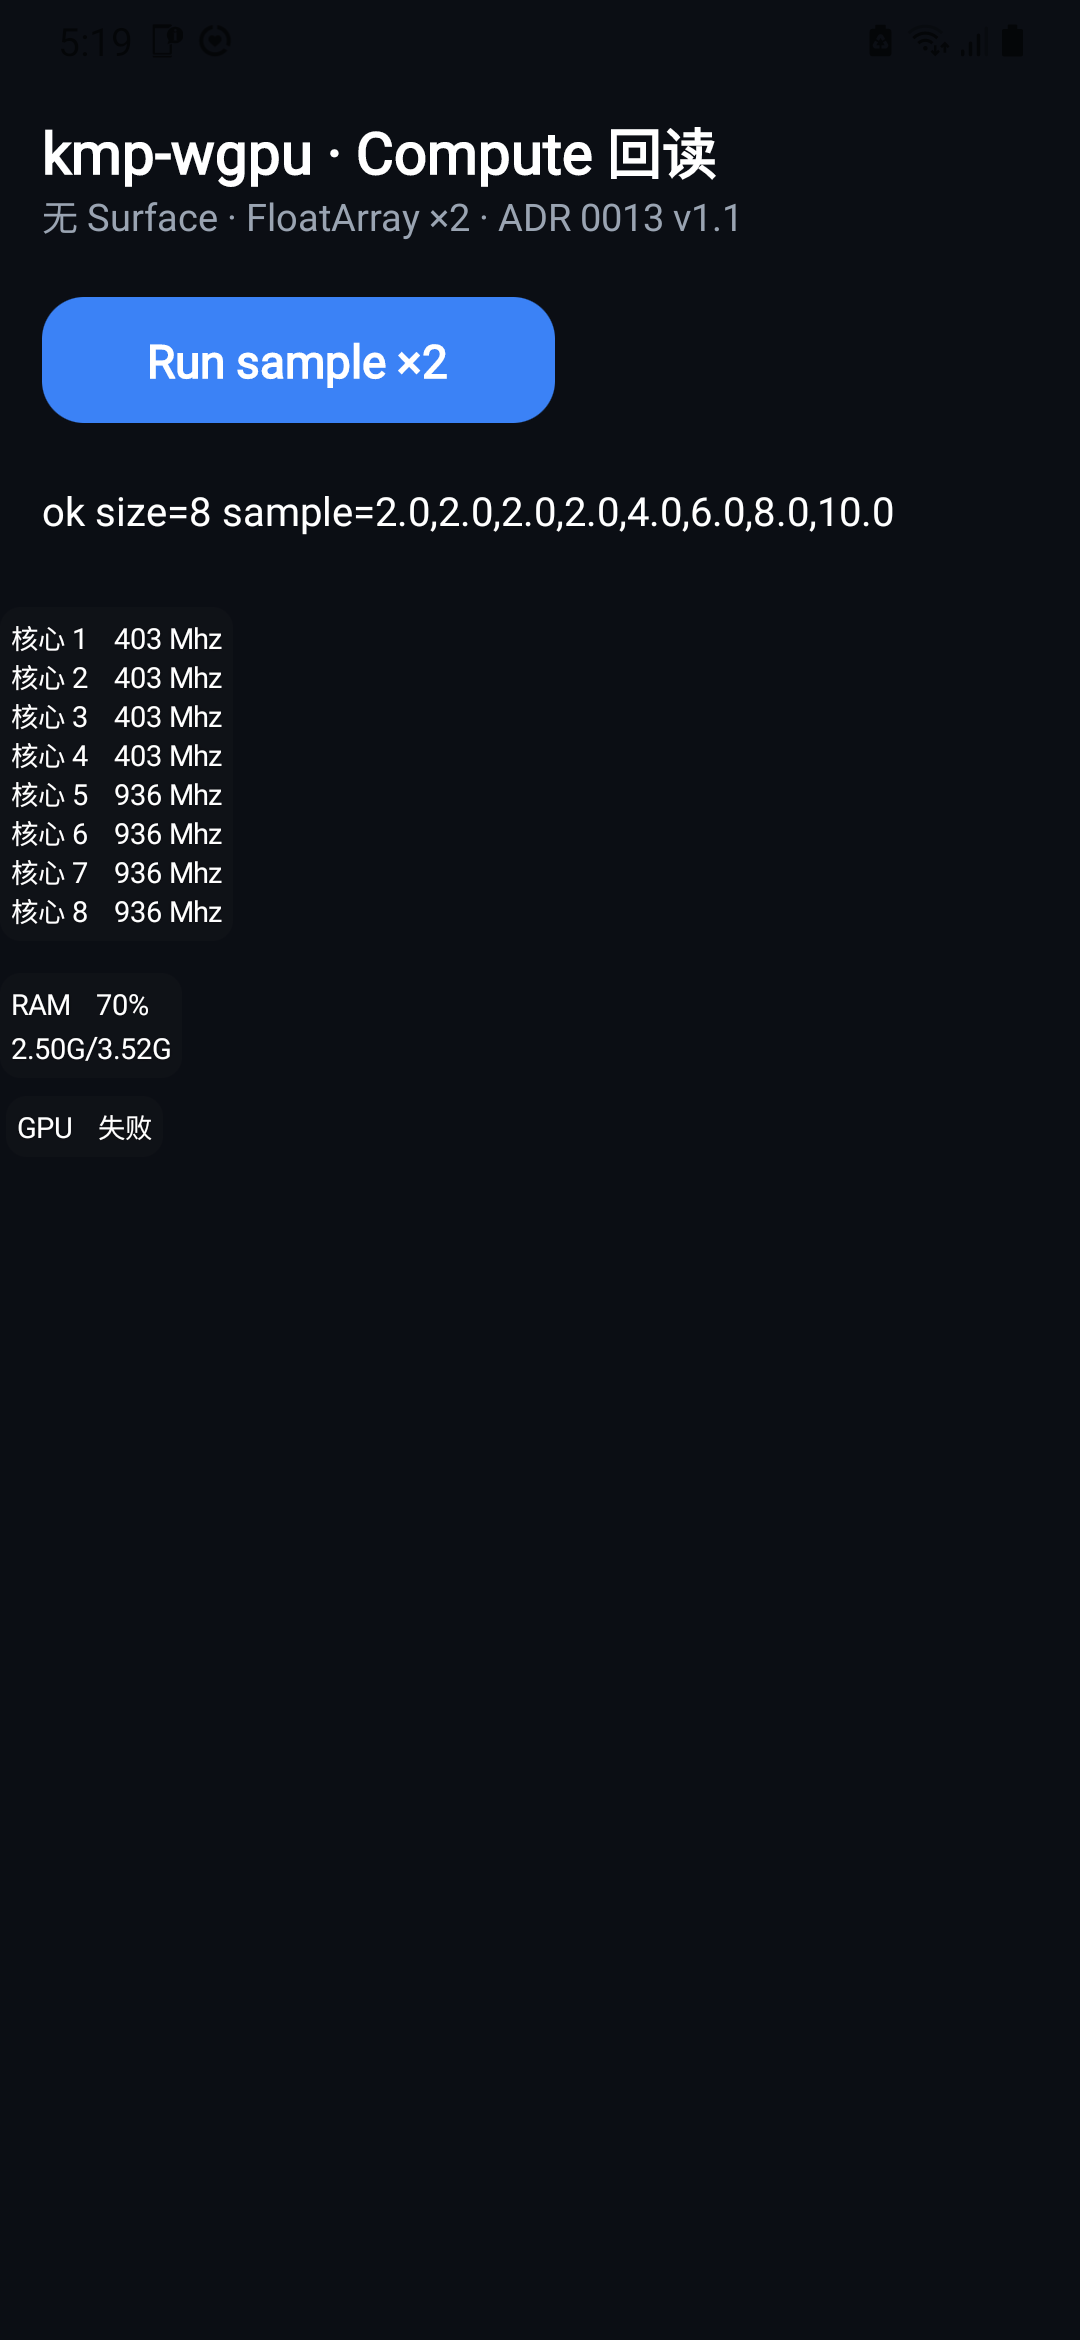 5:19
kmp-wgpu · Compute 回读
无 Surface · FloatArray ×2 · ADR 0013 v1.1
Run sample ×2
ok size=8 sample=2.0,2.0,2.0,2.0,4.0,6.0,8.0,10.0
核心 1 403 Mhz
核心 2 403 Mhz
核心 3 403 Mhz
核心 4 403 Mhz
核心 5 936 Mhz
核心 6 936 Mhz
核心 7 936 Mhz
核心 8 936 Mhz
RAM 70%
2.50G/3.52G
GPU 失败